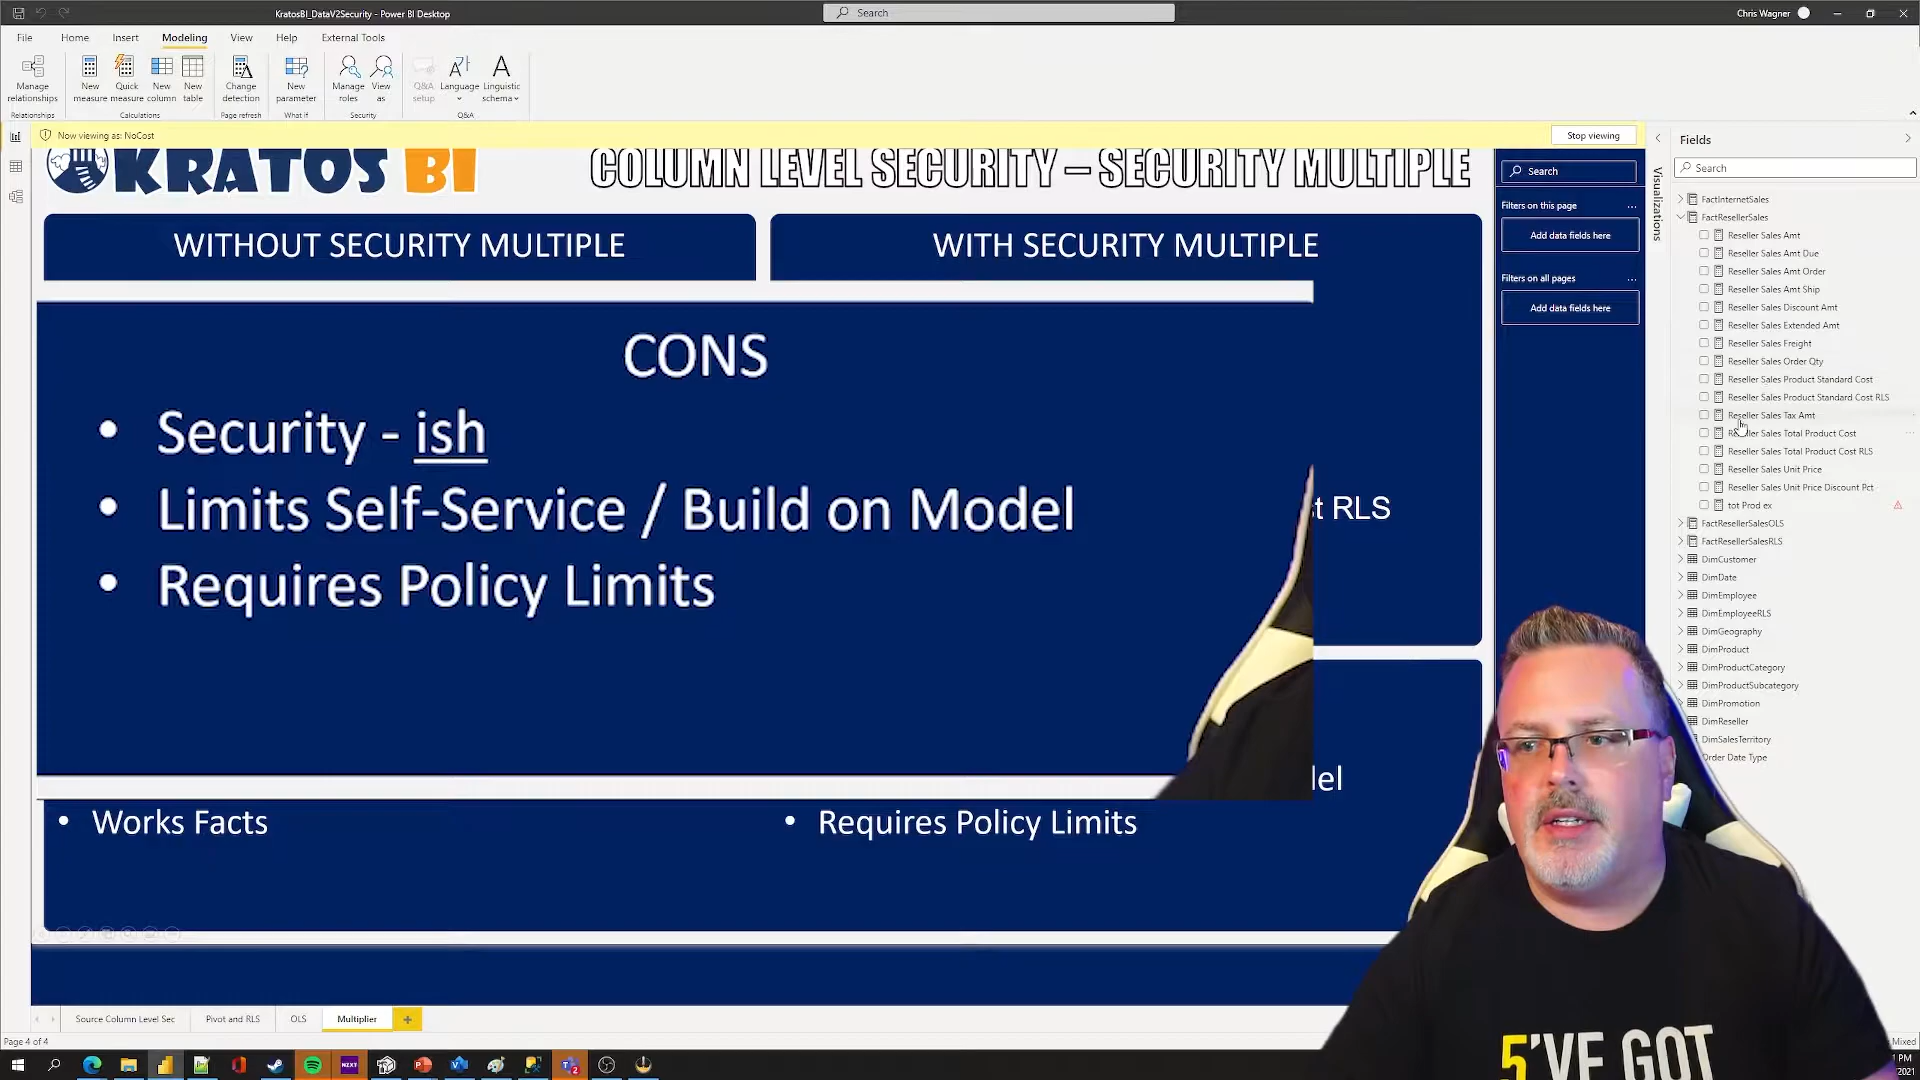 KratosBI_DataV2Security - Power BI Desktop
Search
Chris Wagner
File
Home
Insert
Modeling
View
Help
External Tools
Manage
relationships
New
measure
Quick
measure
New
column
New
table
Change
detection
New
parameter
Manage
roles
View
as
Q&A
setup
Language
Linguistic
schema
Relationships
Calculations
Page refresh
What if
Security
Q&A
Now viewing as: NoCost
Stop viewing
KRATOS BI
COLUMN LEVEL SECURITY – SECURITY MULTIPLE
WITHOUT SECURITY MULTIPLE
WITH SECURITY MULTIPLE
CONS
• Security - ish
• Limits Self-Service / Build on Model
• Requires Policy Limits
t RLS
del
• Works Facts
• Requires Policy Limits
Search
Filters on this page
...
Add data fields here
Filters on all pages
...
Add data fields here
Visualizations
Fields
Search
FactInternetSales
FactResellerSales
Reseller Sales Amt
Reseller Sales Amt Due
Reseller Sales Amt Order
Reseller Sales Amt Ship
Reseller Sales Discount Amt
Reseller Sales Extended Amt
Reseller Sales Freight
Reseller Sales Order Qty
Reseller Sales Product Standard Cost
Reseller Sales Product Standard Cost RLS
Reseller Sales Tax Amt
Reseller Sales Total Product Cost
Reseller Sales Total Product Cost RLS
Reseller Sales Unit Price
Reseller Sales Unit Price Discount Pct
tot Prod ex
FactResellerSalesOLS
FactResellerSalesRLS
DimCustomer
DimDate
DimEmployee
DimEmployeeRLS
DimGeography
DimProduct
DimProductCategory
DimProductSubcategory
DimPromotion
DimReseller
DimSalesTerritory
Order Date Type
5'VE GOT
Source Column Level Sec
Pivot and RLS
OLS
Multiplier
+
Page 4 of 4
Mixed
NZXT
1 PM
2021